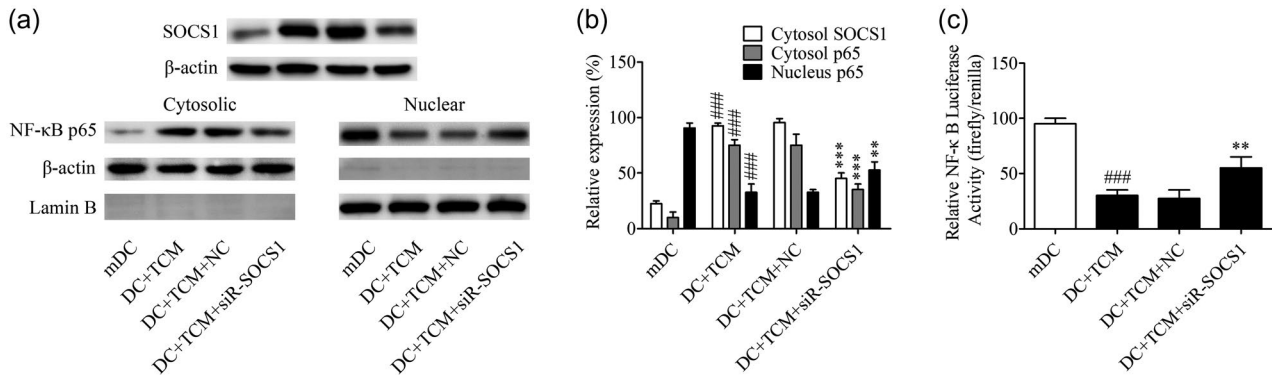 (a)
SOCS1
β-actin
Cytosolic
Nuclear
NF-κB p65
β-actin
Lamin B
mDC
DC+TCM
DC+TCM+NC
DC+TCM+siR-SOCS1
mDC
DC+TCM
DC+TCM+NC
DC+TCM+siR-SOCS1
(b)
Cytosol SOCS1
Cytosol p65
Nucleus p65
Relative expression (%)
150
100
50
0
###
###
###
***
***
**
mDC
DC+TCM
DC+TCM+NC
DC+TCM+siR-SOCS1
(c)
Relative NF-κ B Luciferase
Activity (firefly/renilla)
150
100
50
0
###
**
mDC
DC+TCM
DC+TCM+NC
DC+TCM+siR-SOCS1